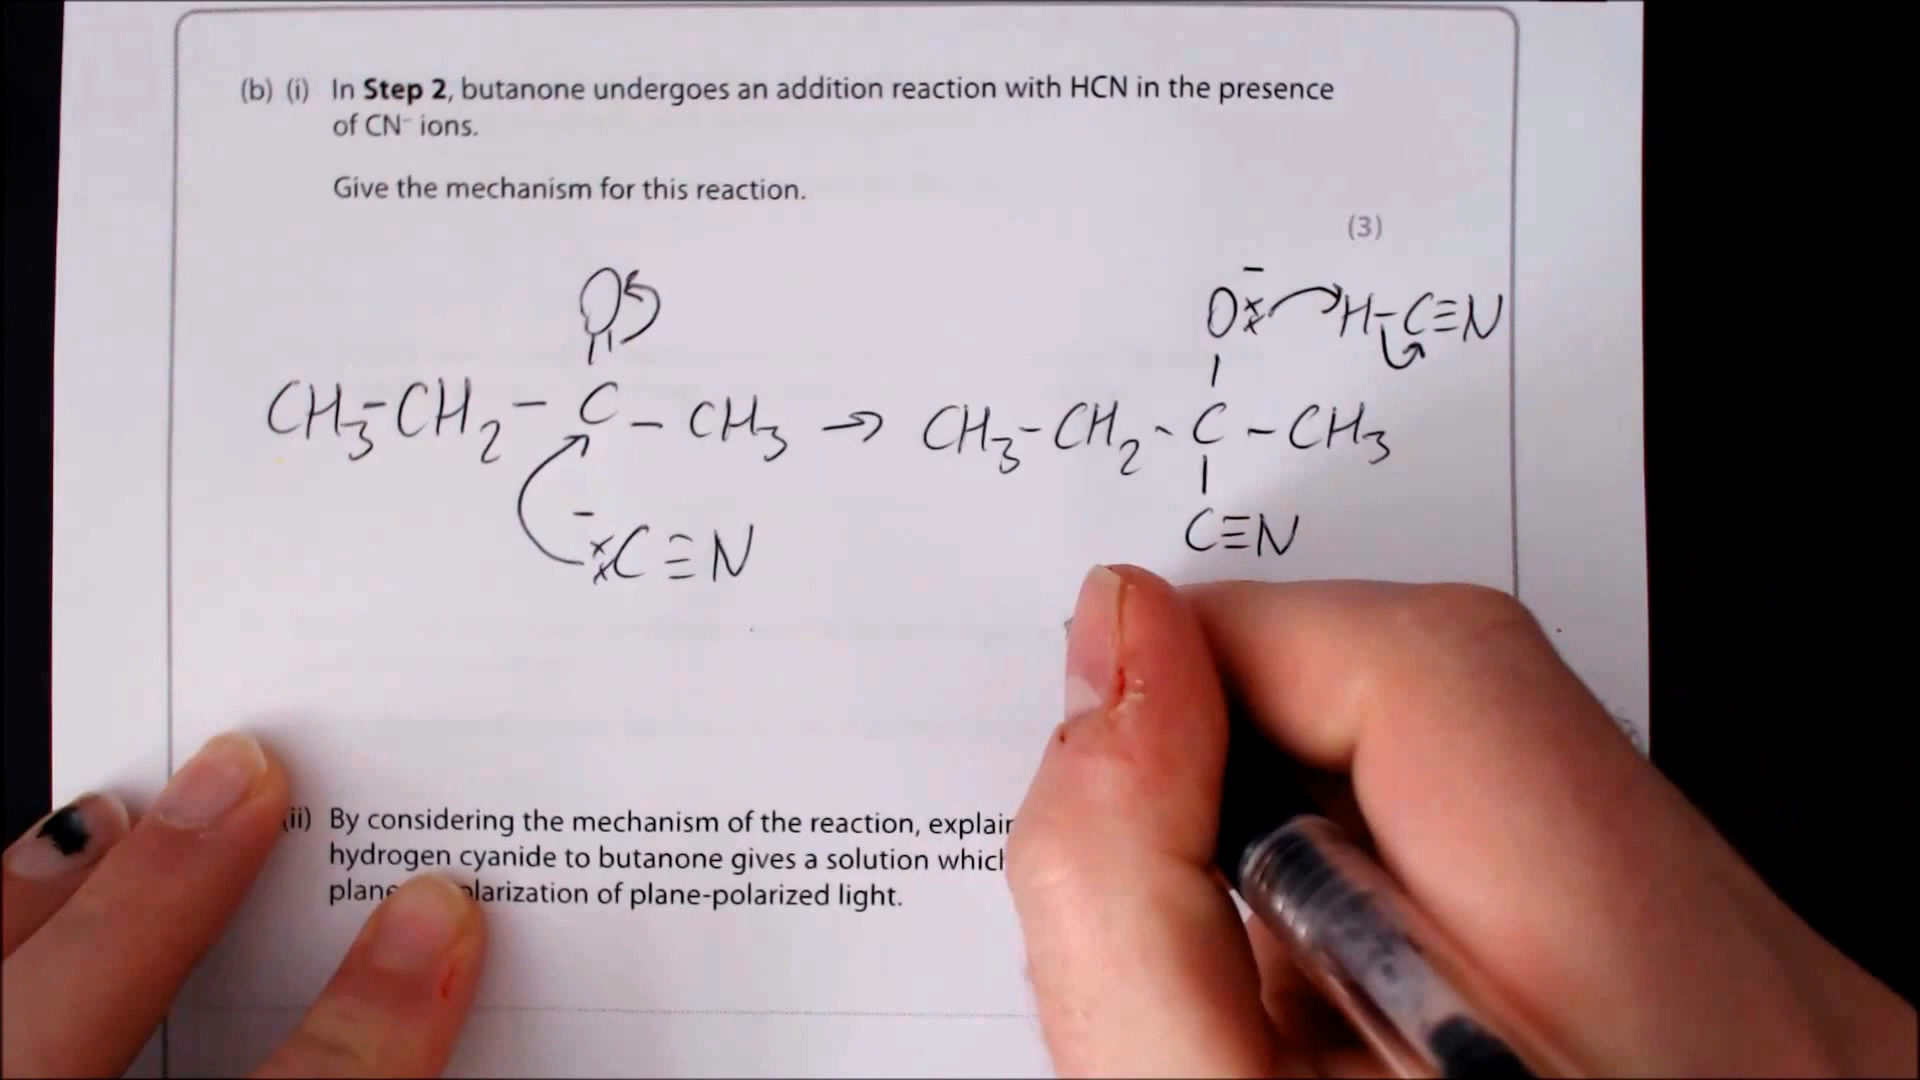 (b) (i) In Step 2, butanone undergoes an addition reaction with HCN in the presence
of CN⁻ ions.
Give the mechanism for this reaction.
(3)
O
O⁻ H-C≡N
CH₃-CH₂-C-CH₃ → CH₃-CH₂-C-CH₃
⁻C≡N
C≡N
(ii) By considering the mechanism of the reaction, explain
hydrogen cyanide to butanone gives a solution which
of plane-polarized light.